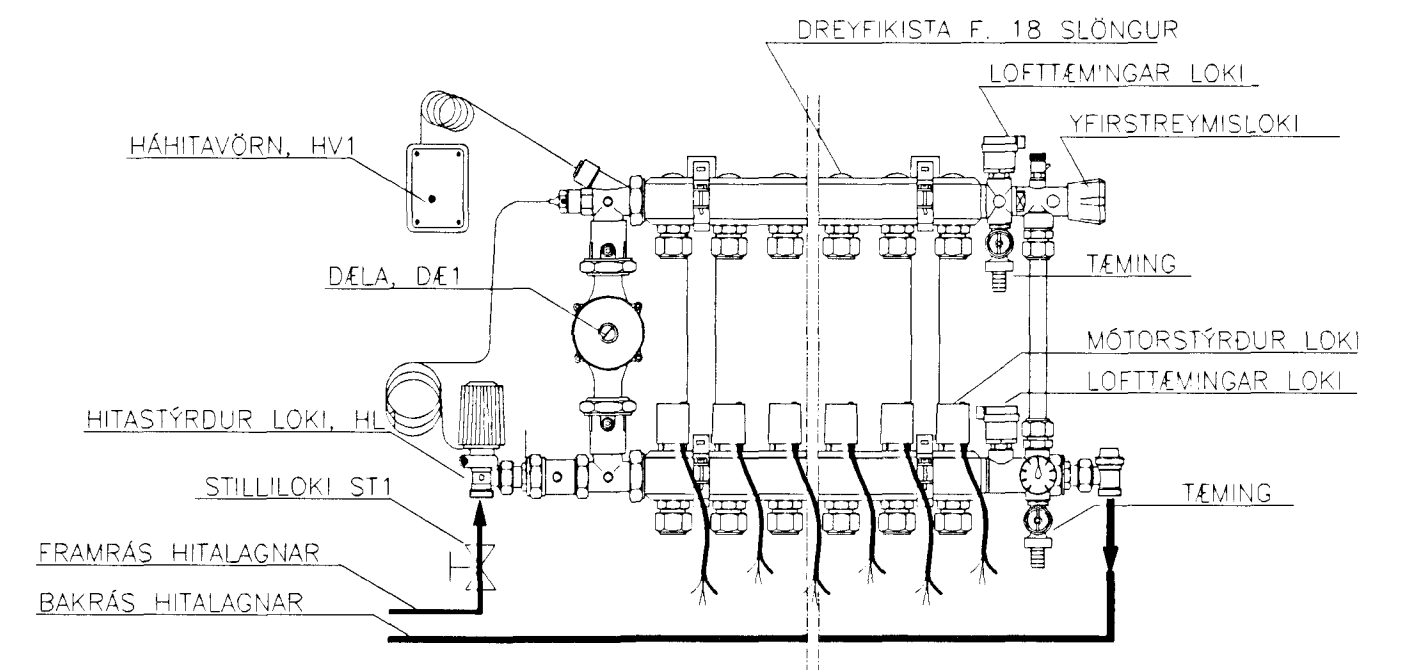 DREYFIKISTA F. 18 SLÖNGUR
LOFTTÆMINGAR LOKI
YFIRSTREYMISLOKI
HÁHITAVÖRN, HV1
TÆMING
DÆLA, DÆ1
MÓTORSTÝRÐUR LOKI
LOFTTÆMINGAR LOKI
HITASTÝRÐUR LOKI, HL1
STILLILOKI ST1
TÆMING
FRAMRÁS HITALAGNAR
BAKRÁS HITALAGNAR